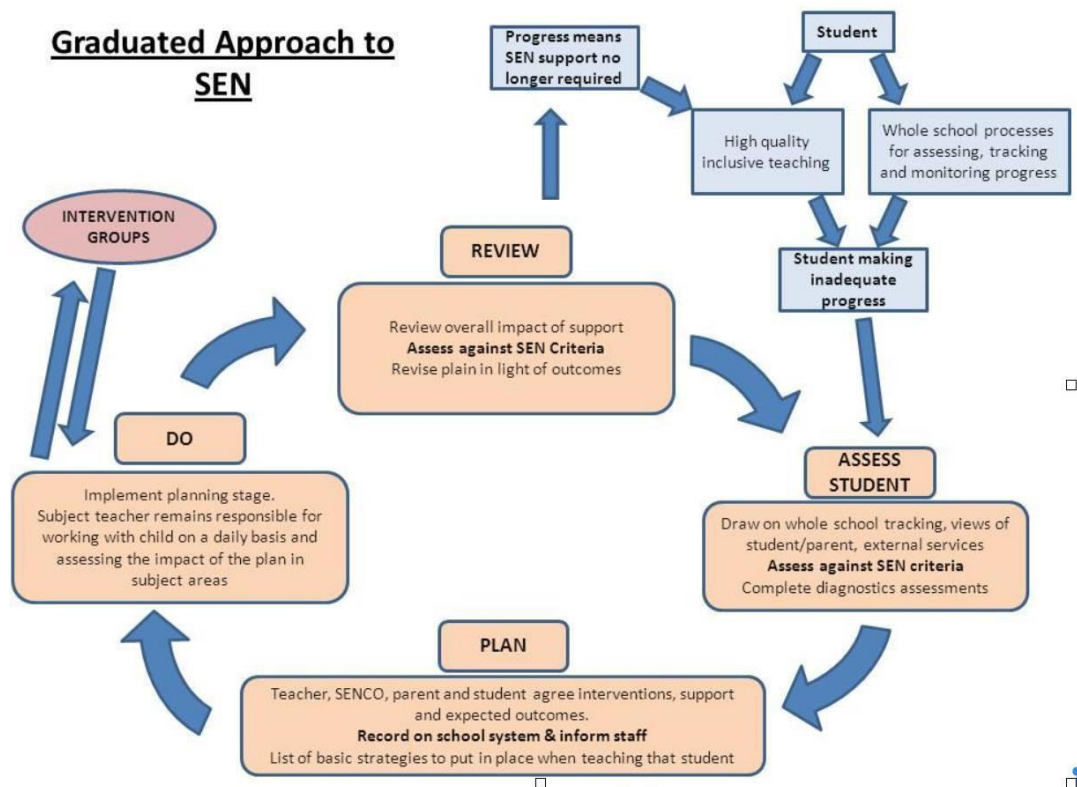 Graduated Approach to
SEN
Progress means
SEN support no
longer required
Student
High quality
inclusive teaching
Whole school processes
for assessing, tracking
and monitoring progress
Student making
inadequate
progress
INTERVENTION
GROUPS
REVIEW
Review overall impact of support
Assess against SEN Criteria
Revise plain in light of outcomes
DO
Implement planning stage.
Subject teacher remains responsible for
working with child on a daily basis and
assessing the impact of the plan in
subject areas
ASSESS
STUDENT
Draw on whole school tracking, views of
student/parent, external services
Assess against SEN criteria
Complete diagnostics assessments
PLAN
Teacher, SENCO, parent and student agree interventions, support
and expected outcomes.
Record on school system & inform staff
List of basic strategies to put in place when teaching that student